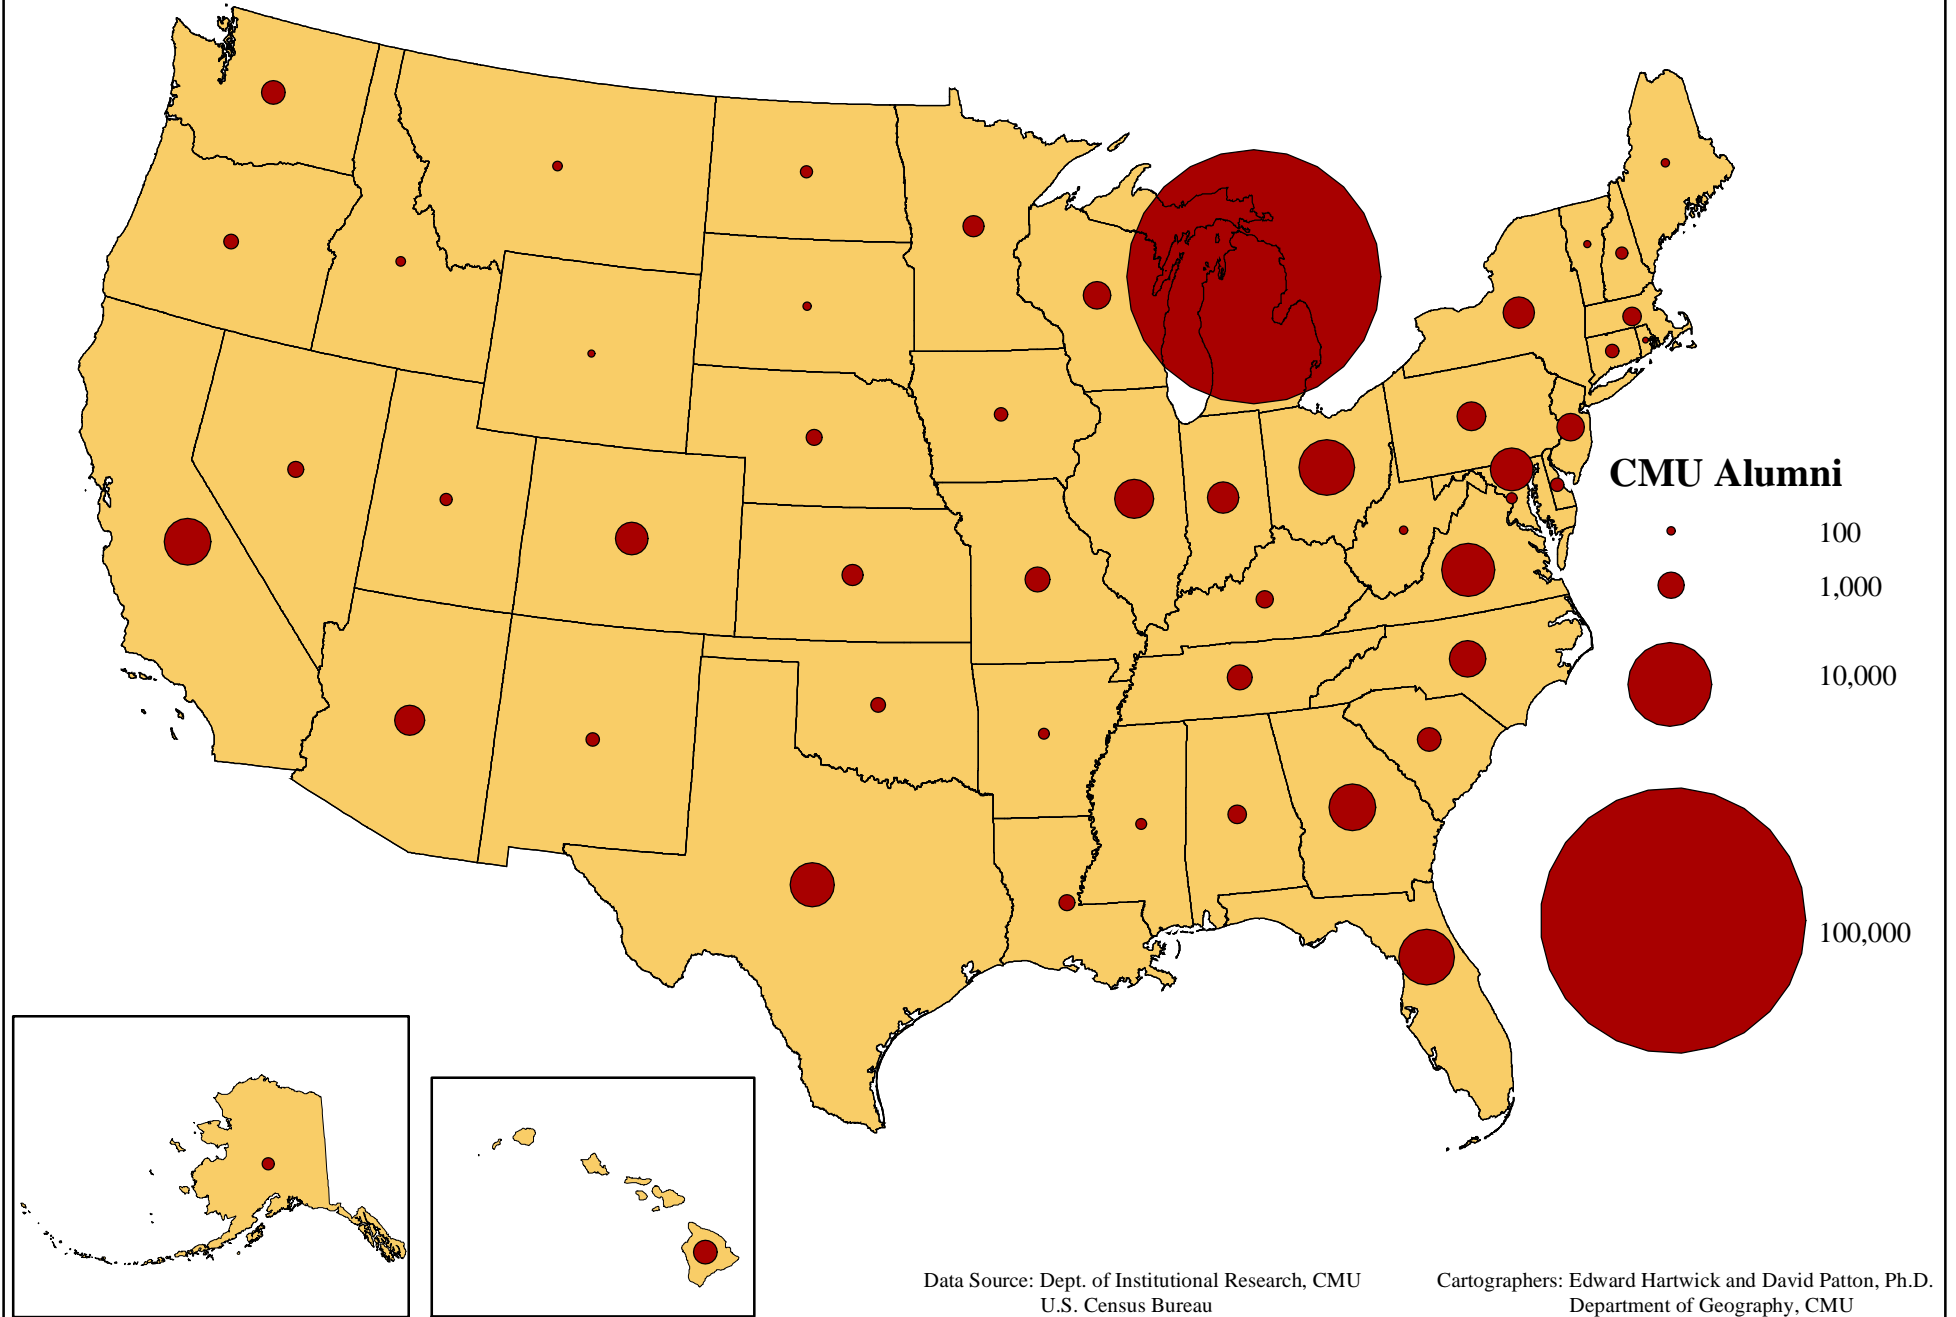 CMU Alumni
100
1,000
10,000
100,000
Data Source: Dept. of Institutional Research, CMU
U.S. Census Bureau
Cartographers: Edward Hartwick and David Patton, Ph.D.
Department of Geography, CMU